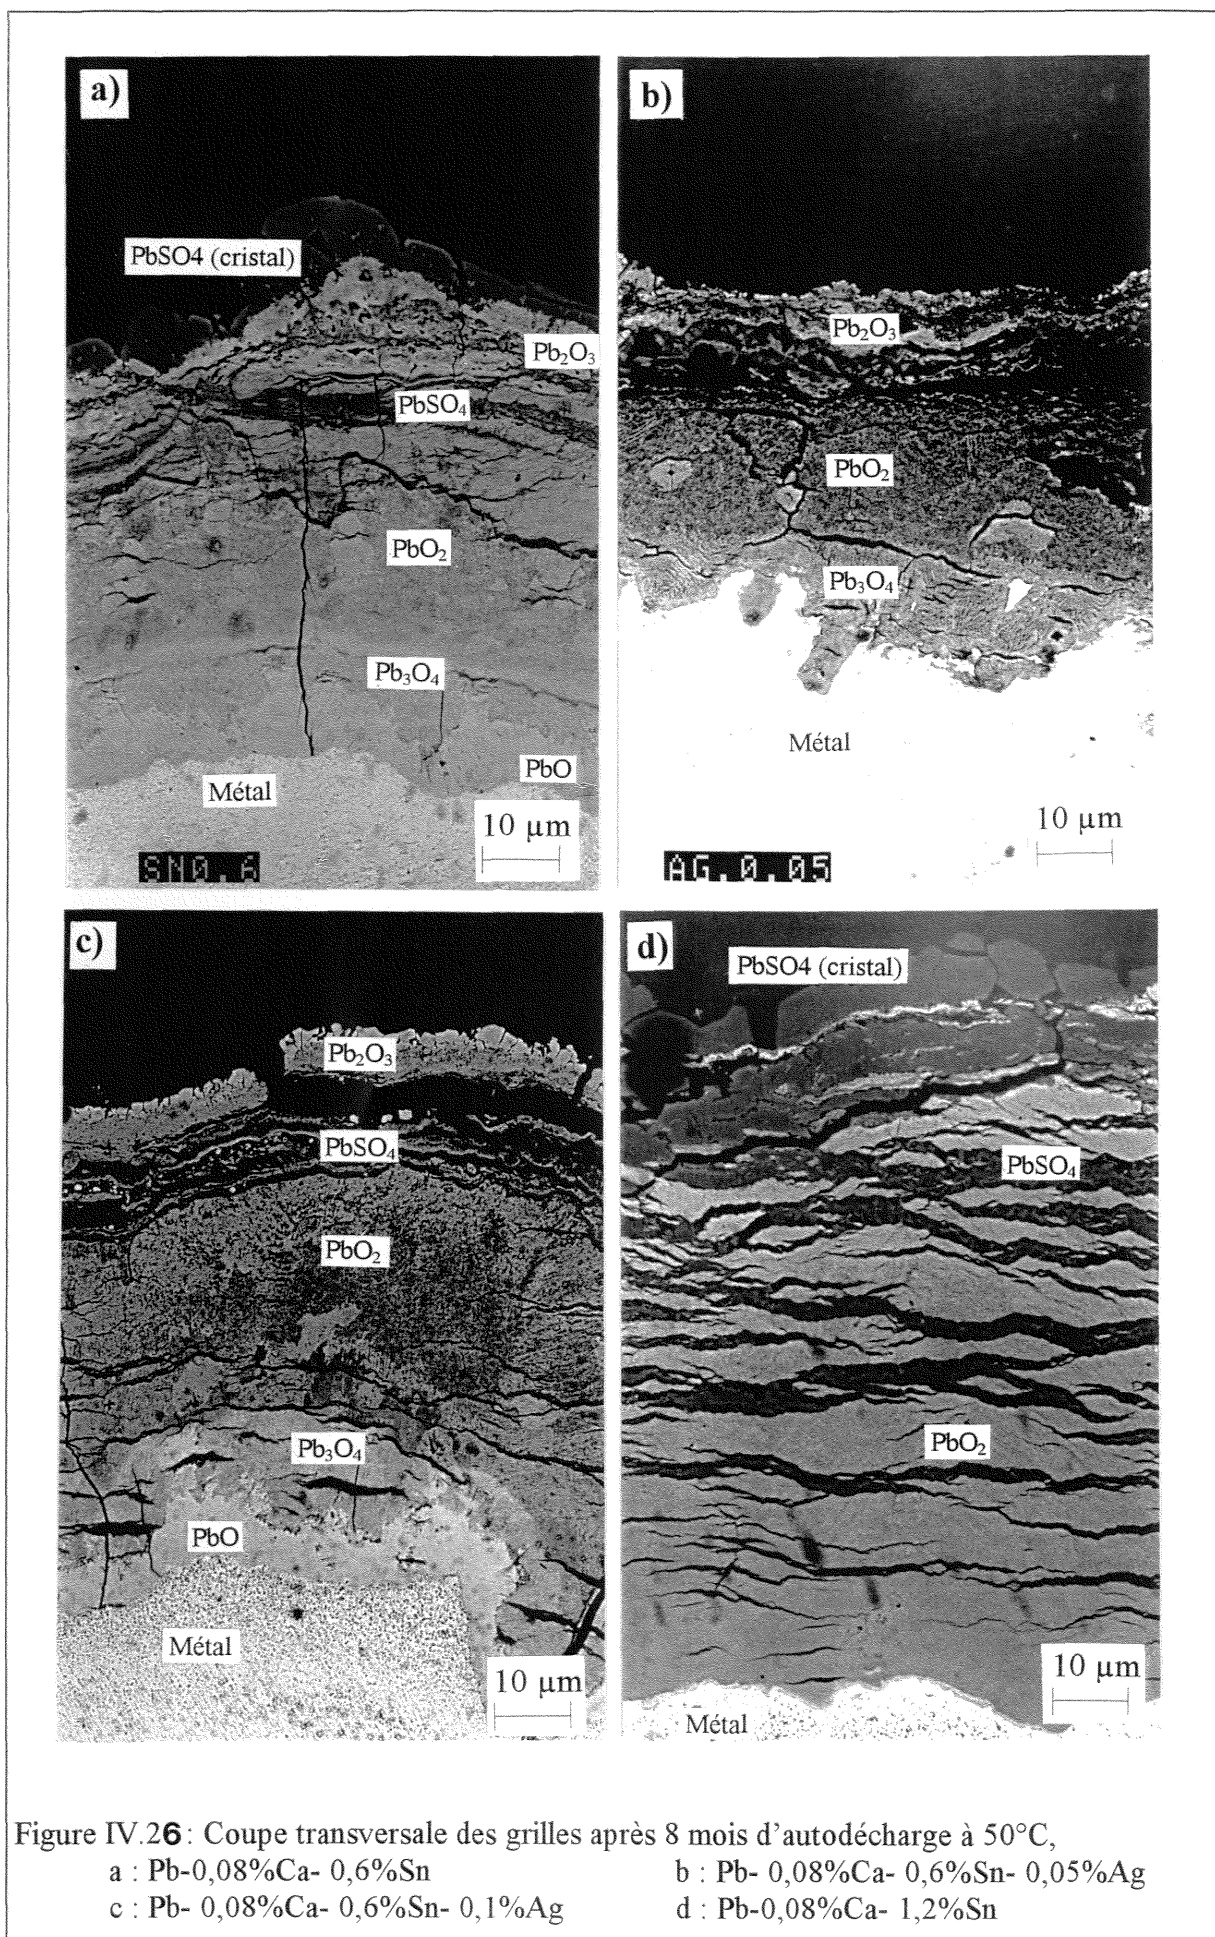 a)
PbSO4 (cristal)
Pb₂O₃
PbSO₄
PbO₂
Pb₃O₄
PbO
Métal
10 µm
SN0.6
b)
Pb₂O₃
PbO₂
Pb₃O₄
Métal
10 µm
AG.0.05
c)
Pb₂O₃
PbSO₄
PbO₂
Pb₃O₄
PbO
Métal
10 µm
d)
PbSO4 (cristal)
PbSO₄
PbO₂
10 µm
Métal
Figure IV.26 : Coupe transversale des grilles après 8 mois d'autodécharge à 50°C,
a : Pb-0,08%Ca- 0,6%Sn
b : Pb- 0,08%Ca- 0,6%Sn- 0,05%Ag
c : Pb- 0,08%Ca- 0,6%Sn- 0,1%Ag
d : Pb-0,08%Ca- 1,2%Sn